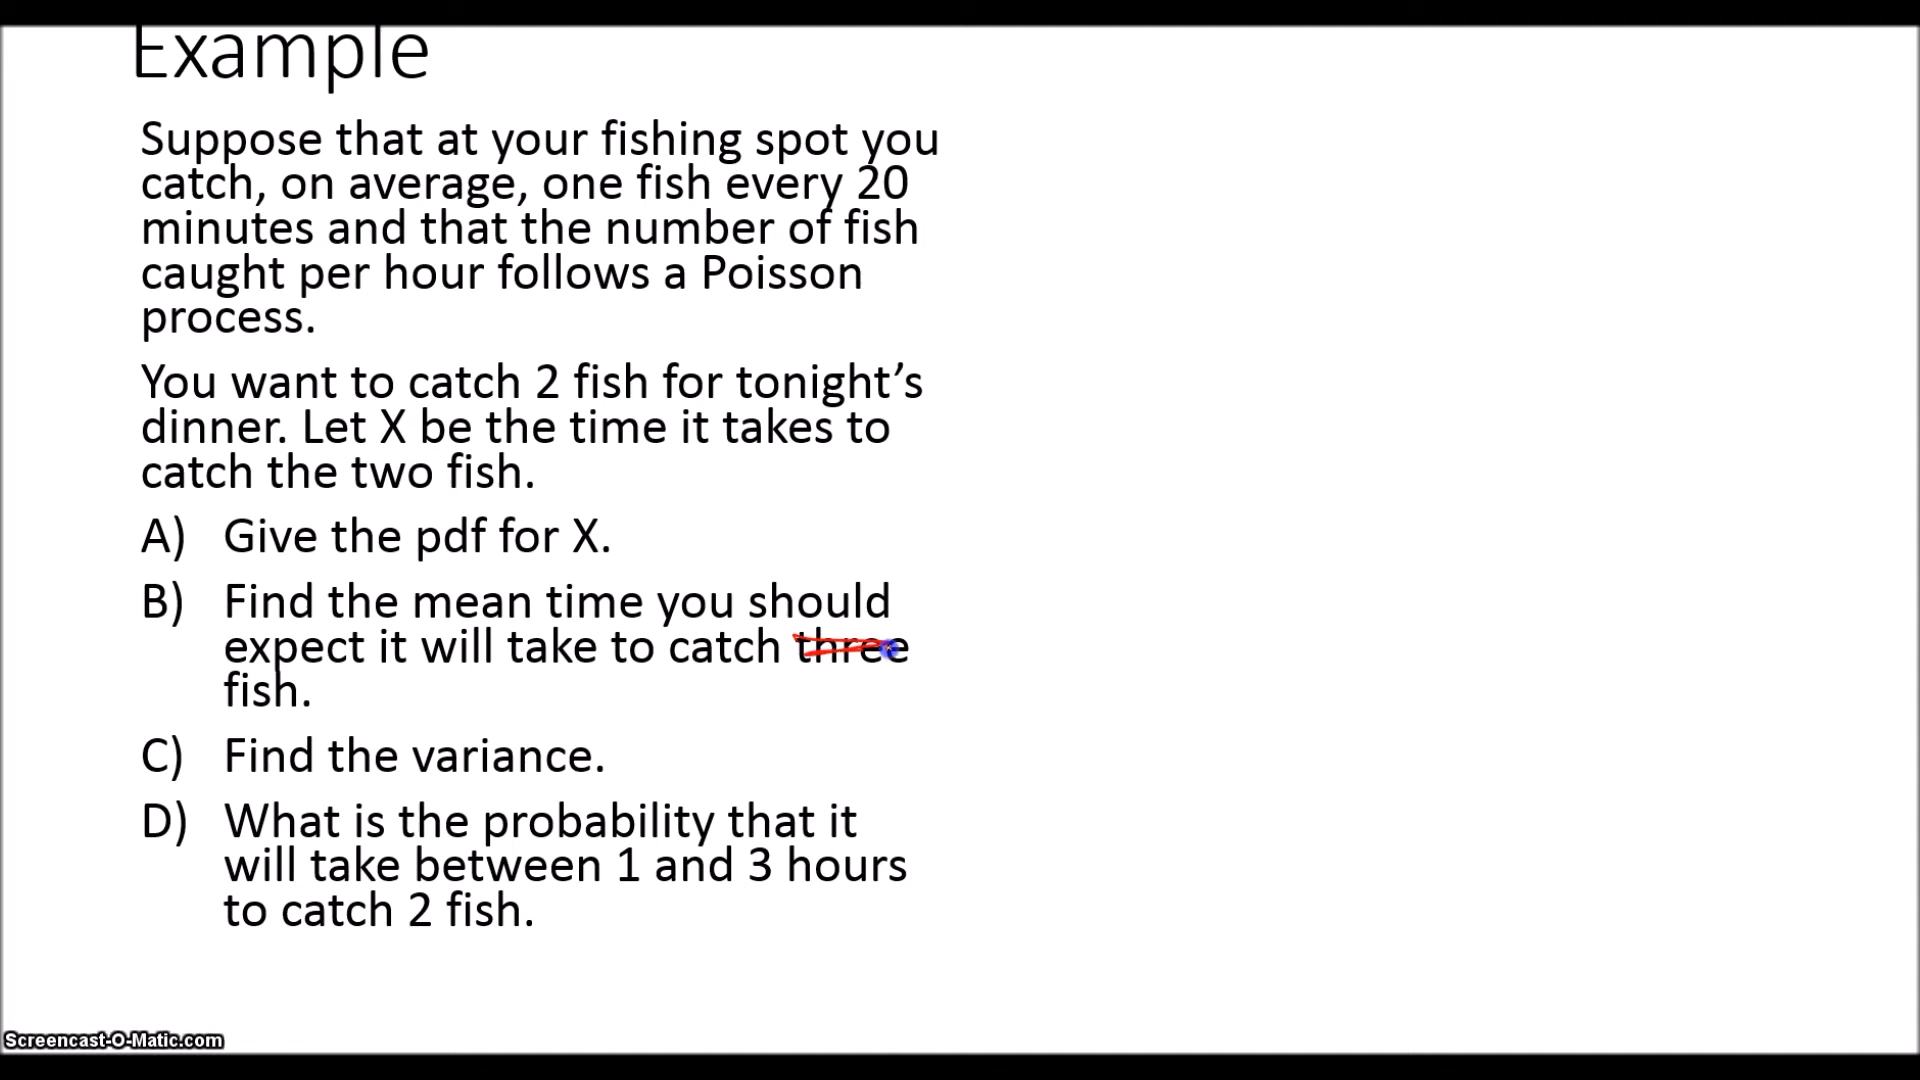 Example
Suppose that at your fishing spot you
catch, on average, one fish every 20
minutes and that the number of fish
caught per hour follows a Poisson
process.
You want to catch 2 fish for tonight’s
dinner. Let X be the time it takes to
catch the two fish.
A) Give the pdf for X.
B) Find the mean time you should
expect it will take to catch three
fish.
C) Find the variance.
D) What is the probability that it
will take between 1 and 3 hours
to catch 2 fish.
Screencast-O-Matic.com